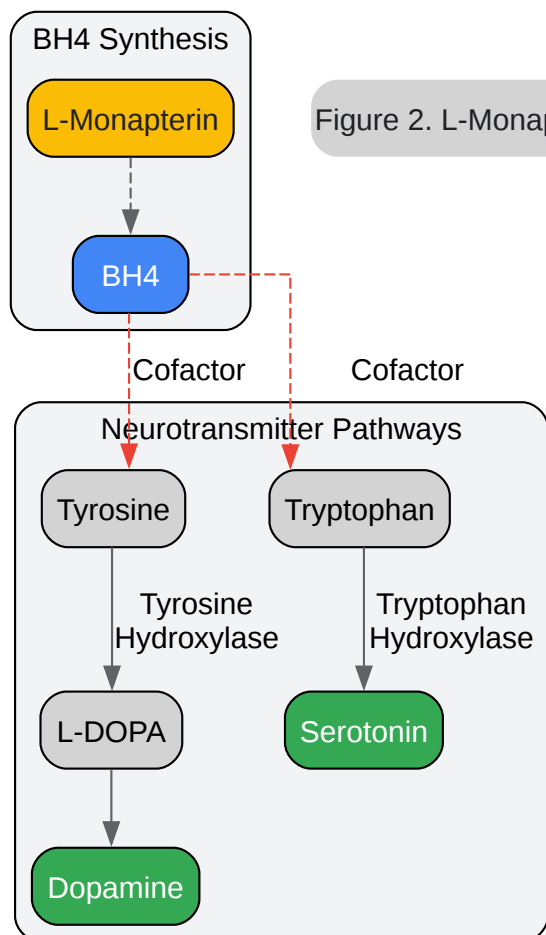 BH4 Synthesis
L-Monapterin
Figure 2. L-Monap
BH4
Cofactor
Cofactor
Neurotransmitter Pathways
Tyrosine
Tryptophan
Tyrosine
Hydroxylase
Tryptophan
Hydroxylase
L-DOPA
Serotonin
Dopamine